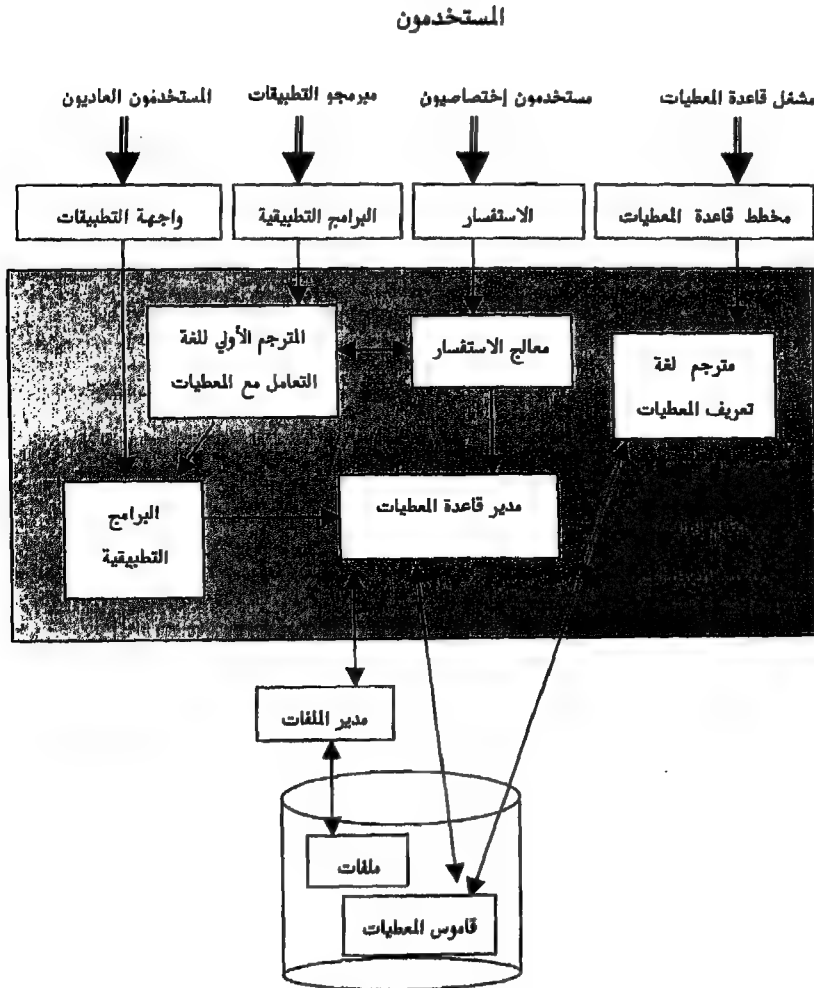 المستخدمون
مشغل قاعدة المعطيات
مستخدمون إختصاصيون
مبرمجو التطبيقات
المستخدمون العاديون
مخطط قاعدة المعطيات
الاستفسار
البرامج التطبيقية
واجهة التطبيقات
مترجم لغة
تعريف المعطيات
معالج الاستفسار
المترجم الأولي للغة
التعامل مع المعطيات
مدير قاعدة المعطيات
البرامج
التطبيقية
مدير الملفات
ملفات
قاموس المعطيات